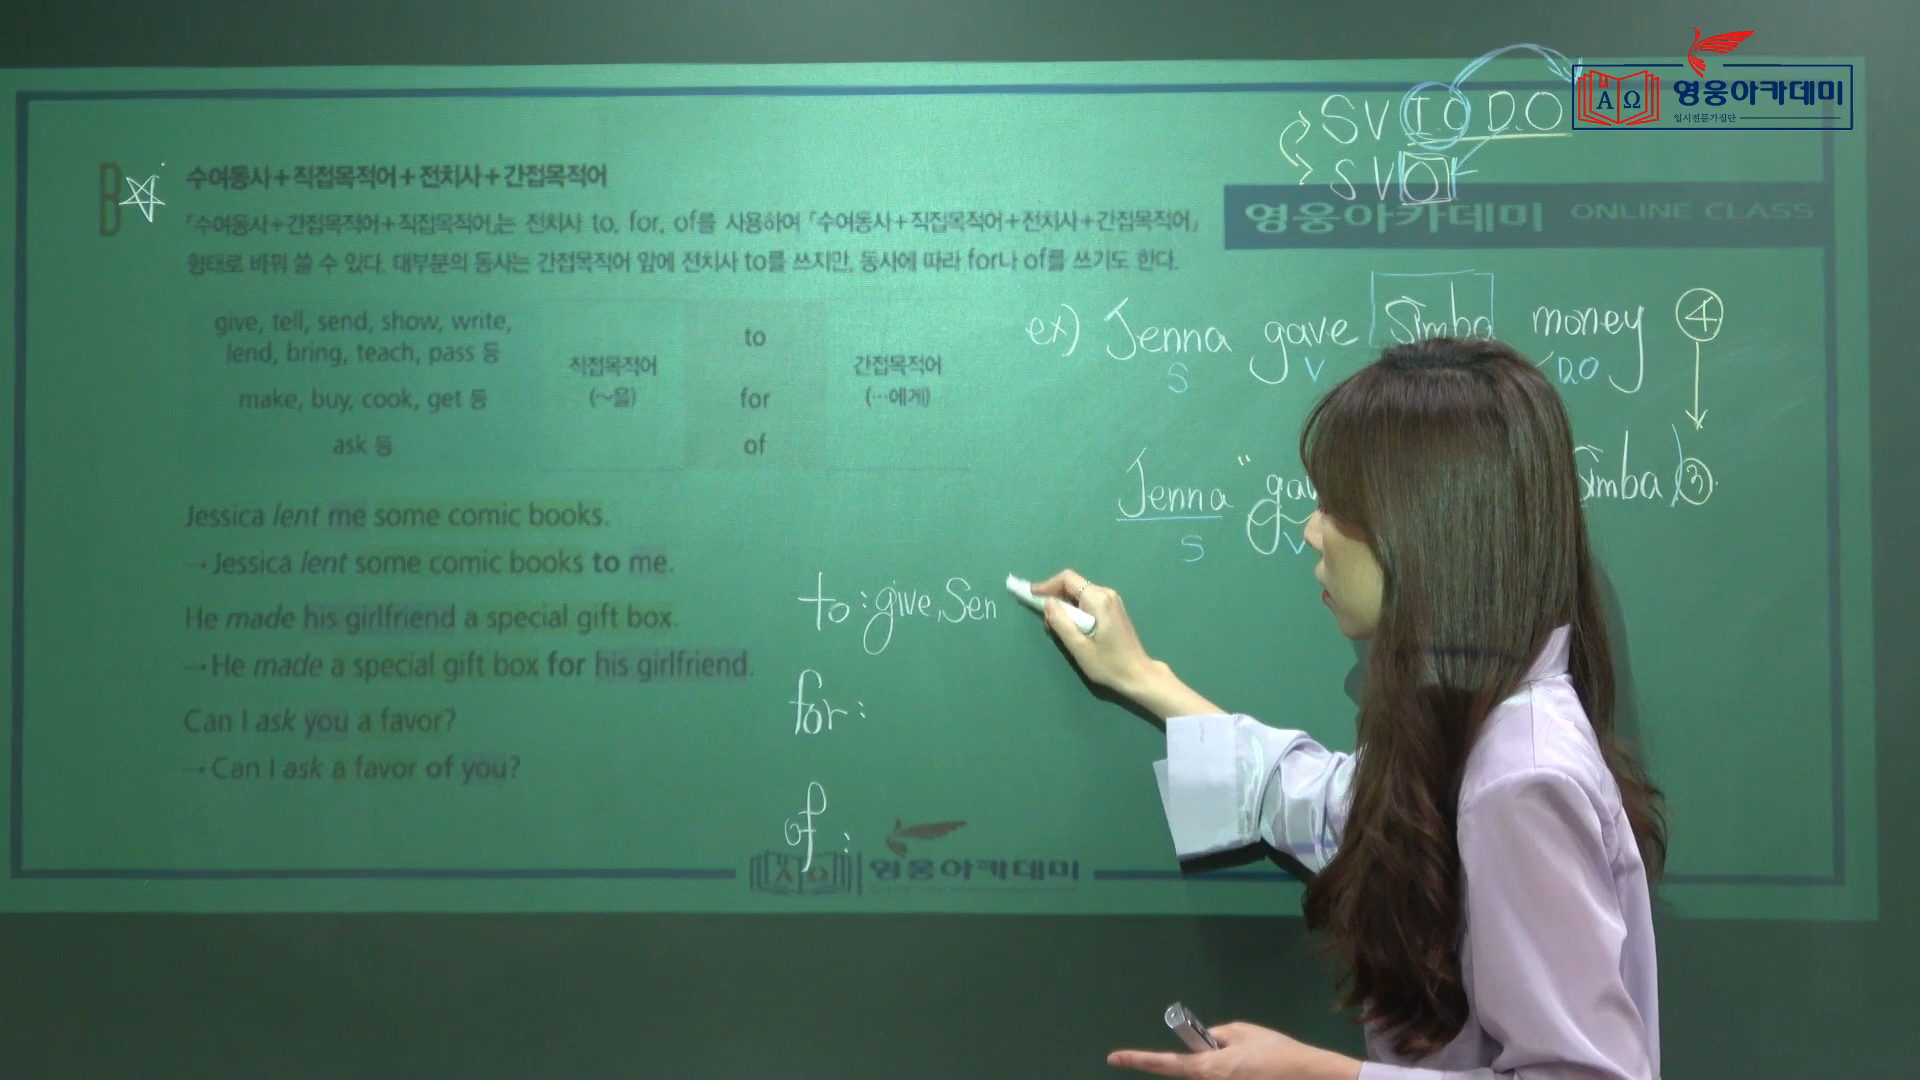 영웅아카데미
입시전문가집단
A Ω
S V I.O D.O
S V O
B
수여동사+직접목적어+전치사+간접목적어
『수여동사+간접목적어+직접목적어』는 전치사 to, for, of를 사용하여 『수여동사+직접목적어+전치사+간접목적어』
형태로 바꿔 쓸 수 있다. 대부분의 동사는 간접목적어 앞에 전치사 to를 쓰지만, 동사에 따라 for나 of를 쓰기도 한다.
영웅아카데미 ONLINE CLASS
give, tell, send, show, write,
lend, bring, teach, pass 등
make, buy, cook, get 등
ask 등
직접목적어
(~을)
to
for
of
간접목적어
(…에게)
Jessica lent me some comic books.
→ Jessica lent some comic books to me.
He made his girlfriend a special gift box.
→ He made a special gift box for his girlfriend.
Can I ask you a favor?
→ Can I ask a favor of you?
ex) Jenna gave Simba money ④
S V D.O
Jenna "gav Simba) ③
S V
to : give, Sen
for :
of :
영웅아카데미